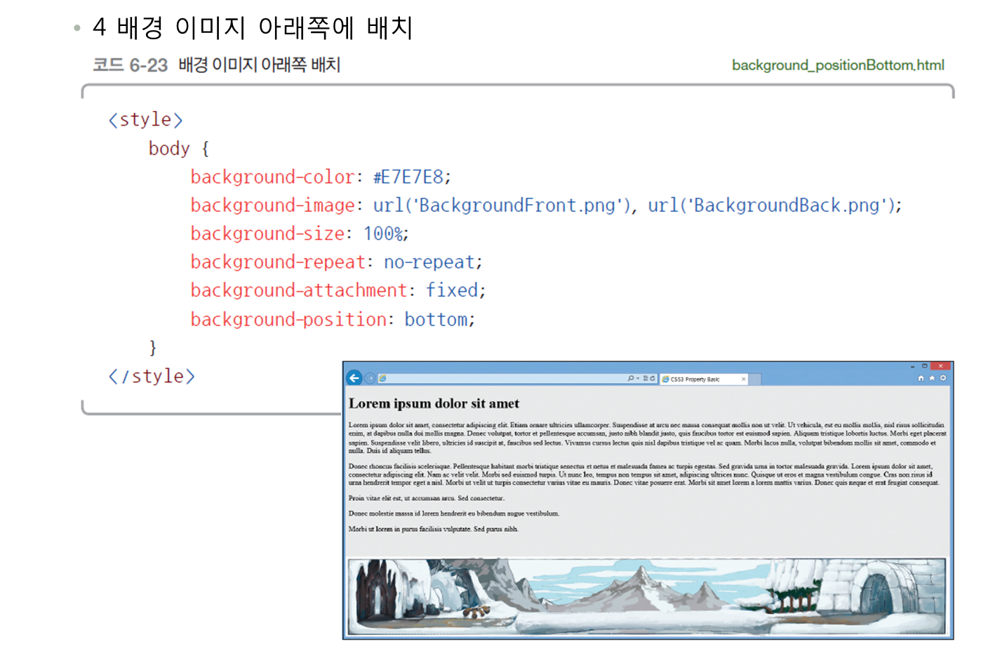 • 4 배경 이미지 아래쪽에 배치
코드 6-23 배경 이미지 아래쪽 배치
background_positionBottom.html
<style>
body {
background-color: #E7E7E8;
background-image: url('BackgroundFront.png'), url('BackgroundBack.png');
background-size: 100%;
background-repeat: no-repeat;
background-attachment: fixed;
background-position: bottom;
}
</style>
CSS3 Property Basic
Lorem ipsum dolor sit amet
Lorem ipsum dolor sit amet, consectetur adipiscing elit. Etiam ornare ultricies ullamcorper. Suspendisse at arcu nec massa consequat mollis non ut velit. Ut vehicula, est eu mollis mollis, nisl risus sollicitudin
enim, at dapibus nulla dui mollis magna. Donec volutpat, tortor et pellentesque accumsan, justo nibh blandit justo, quis faucibus tortor est euismod sapien. Aliquam tristique lobortis luctus. Morbi eget placerat
sapien. Suspendisse velit libero, ultricies id suscipit at, faucibus sed lectus. Vivamus cursus lectus quis nisl dapibus tristique vel ac quam. Morbi lacus nulla, volutpat bibendum mollis sit amet, commodo et
nulla. Duis id aliquam tellus.
Donec rhoncus facilisis scelerisque. Pellentesque habitant morbi tristique senectus et netus et malesuada fames ac turpis egestas. Sed gravida urna in tortor malesuada gravida. Lorem ipsum dolor sit amet,
consectetur adipiscing elit. Nam ac velit velit. Morbi sed euismod turpis. Ut nunc leo, tempus non tempus sit amet, adipiscing ultrices nunc. Quisque ut eros et magna vestibulum congue. Cras non risus id
urna hendrerit tempor eget a nisl. Morbi ut velit ut turpis consectetur varius vitae eu mauris. Donec vitae posuere erat. Morbi sit amet lorem a lorem mattis varius. Donec quis neque et erat feugiat consequat.
Proin vitae elit est, ut accumsan arcu. Sed consectetur.
Donec molestie massa id lorem hendrerit eu bibendum augue vestibulum.
Morbi ut lorem in purus facilisis vulputate. Sed purus nibh.